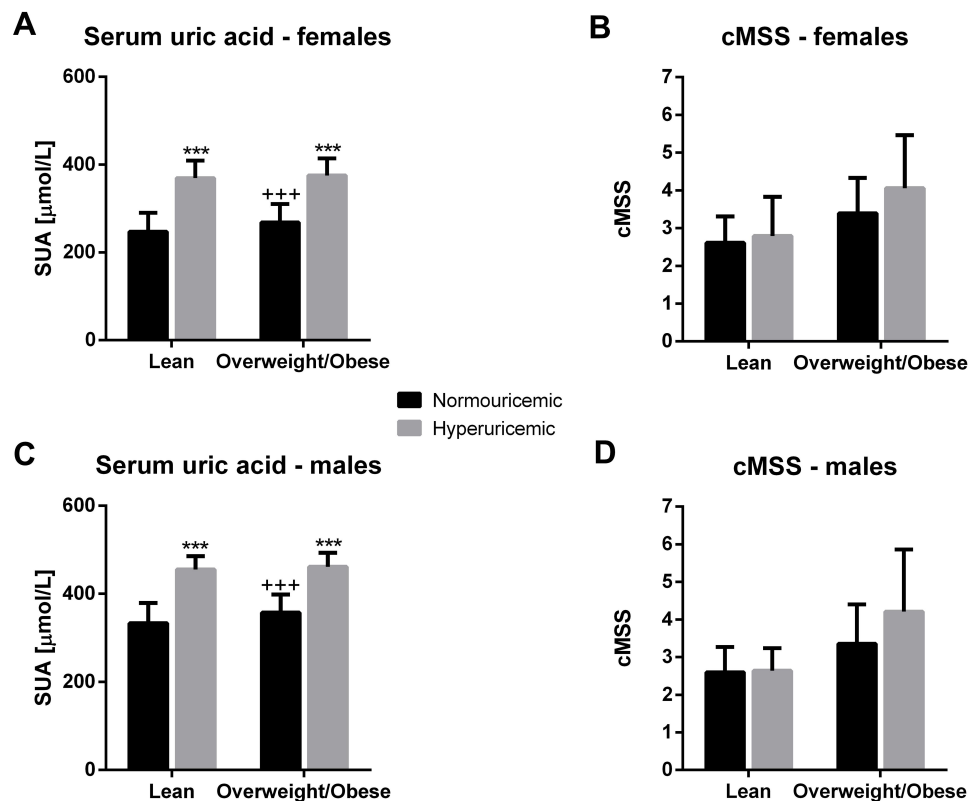 A
Serum uric acid - females
SUA [μmol/L]
600
400
200
0
***
+++
***
Lean
Overweight/Obese
B
cMSS - females
cMSS
7
6
5
4
3
2
1
0
Lean
Overweight/Obese
Normouricemic
Hyperuricemic
C
Serum uric acid - males
SUA [μmol/L]
600
400
200
0
***
+++
***
Lean
Overweight/Obese
D
cMSS - males
cMSS
7
6
5
4
3
2
1
0
Lean
Overweight/Obese